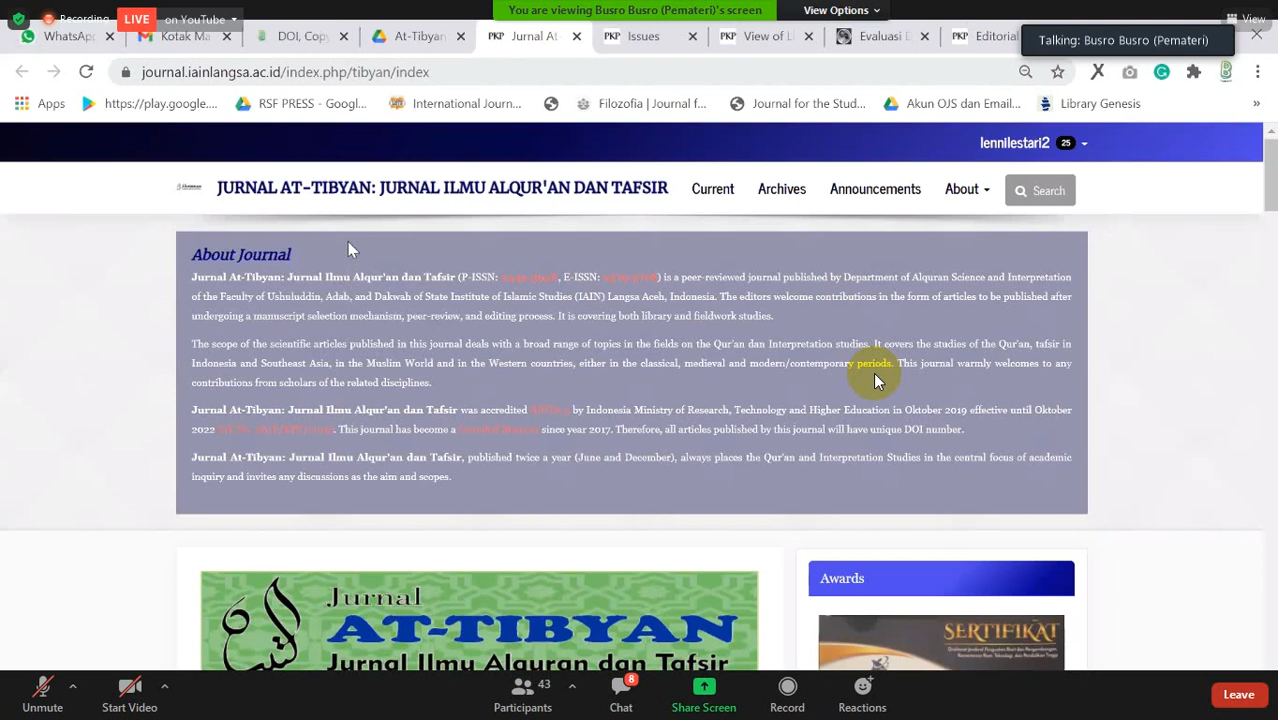 Recording
LIVE on YouTube
You are viewing Busro Busro (Pemateri)'s screen
View Options
View
WhatsApp
Kotak Ma
DOI, Cop
At-Tibyan
Jurnal At-
PKP Issues
PKP View of L
Evaluasi E
PKP Editorial
Talking: Busro Busro (Pemateri)
journal.iainlangsa.ac.id/index.php/tibyan/index
Apps
https://play.google....
RSF PRESS - Googl...
International Journ...
Filozofia | Journal f...
Journal for the Stud...
Akun OJS dan Email...
Library Genesis
»
lennilestari2 25
JURNAL AT-TIBYAN: JURNAL ILMU ALQUR'AN DAN TAFSIR
Current
Archives
Announcements
About
Search
About Journal
Jurnal At-Tibyan: Jurnal Ilmu Alqur'an dan Tafsir (P-ISSN: , E-ISSN: ) is a peer-reviewed journal published by Department of Alquran Science and Interpretation
of the Faculty of Ushuluddin, Adab, and Dakwah of State Institute of Islamic Studies (IAIN) Langsa Aceh, Indonesia. The editors welcome contributions in the form of articles to be published after
undergoing a manuscript selection mechanism, peer-review, and editing process. It is covering both library and fieldwork studies.
The scope of the scientific articles published in this journal deals with a broad range of topics in the fields on the Qur'an dan Interpretation studies. It covers the studies of the Qur'an, tafsir in
Indonesia and Southeast Asia, in the Muslim World and in the Western countries, either in the classical, medieval and modern/contemporary periods. This journal warmly welcomes to any
contributions from scholars of the related disciplines.
Jurnal At-Tibyan: Jurnal Ilmu Alqur'an dan Tafsir was accredited by Indonesia Ministry of Research, Technology and Higher Education in Oktober 2019 effective until Oktober
2022 . This journal has become a since year 2017. Therefore, all articles published by this journal will have unique DOI number.
Jurnal At-Tibyan: Jurnal Ilmu Alqur'an dan Tafsir, published twice a year (June and December), always places the Qur'an and Interpretation Studies in the central focus of academic
inquiry and invites any discussions as the aim and scopes.
Jurnal
AT-TIBYAN
Jurnal Ilmu Alquran dan Tafsir
Awards
SERTIFIKAT
Unmute
Start Video
43
Participants
8
Chat
Share Screen
Record
Reactions
Leave